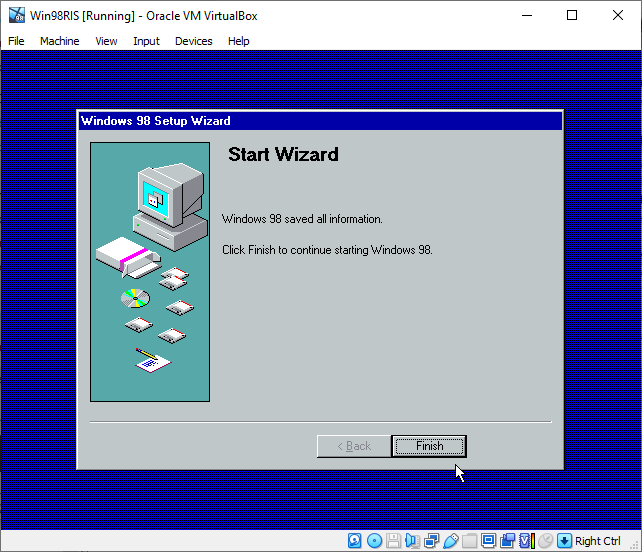 Win98RIS [Running] - Oracle VM VirtualBox
File Machine View Input Devices Help
Windows 98 Setup Wizard
Start Wizard
Windows 98 saved all information.
Click Finish to continue starting Windows 98.
< Back Finish
Right Ctrl